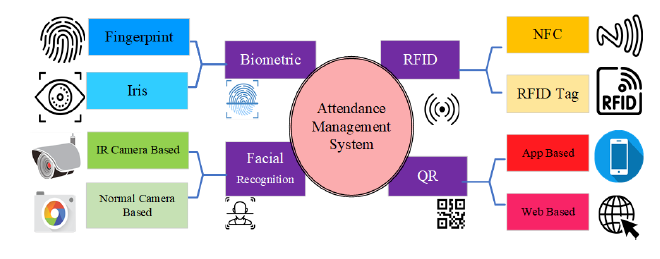 Fingerprint
Iris
Biometric
IR Camera Based
Normal Camera
Based
Facial
Recognition
Attendance
Management
System
RFID
NFC
RFID Tag
RFID
QR
App Based
Web Based